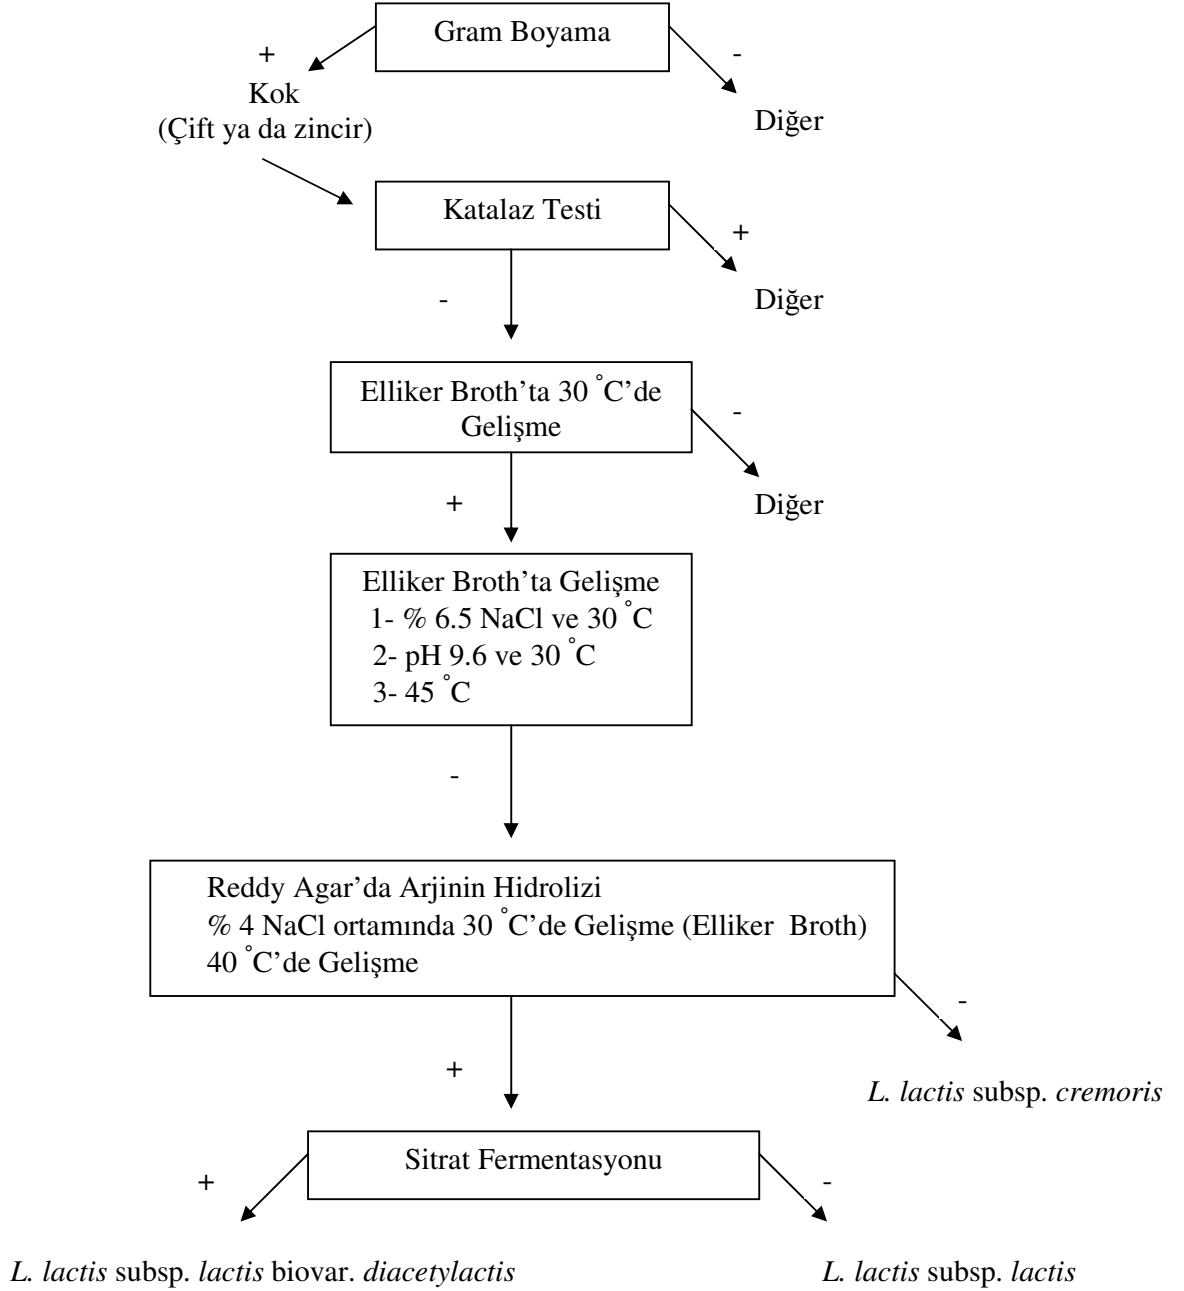 Gram Boyama
+
-
Kok
(Çift ya da zincir)
Diğer
Katalaz Testi
+
-
Diğer
Elliker Broth’ta 30 ˚C’de
Gelişme
-
+
Diğer
Elliker Broth’ta Gelişme
1- % 6.5 NaCl ve 30 ˚C
2- pH 9.6 ve 30 ˚C
3- 45 ˚C
-
Reddy Agar’da Arjinin Hidrolizi
% 4 NaCl ortamında 30 ˚C’de Gelişme (Elliker Broth)
40 ˚C’de Gelişme
-
+
L. lactis subsp. cremoris
Sitrat Fermentasyonu
+
-
L. lactis subsp. lactis biovar. diacetylactis
L. lactis subsp. lactis